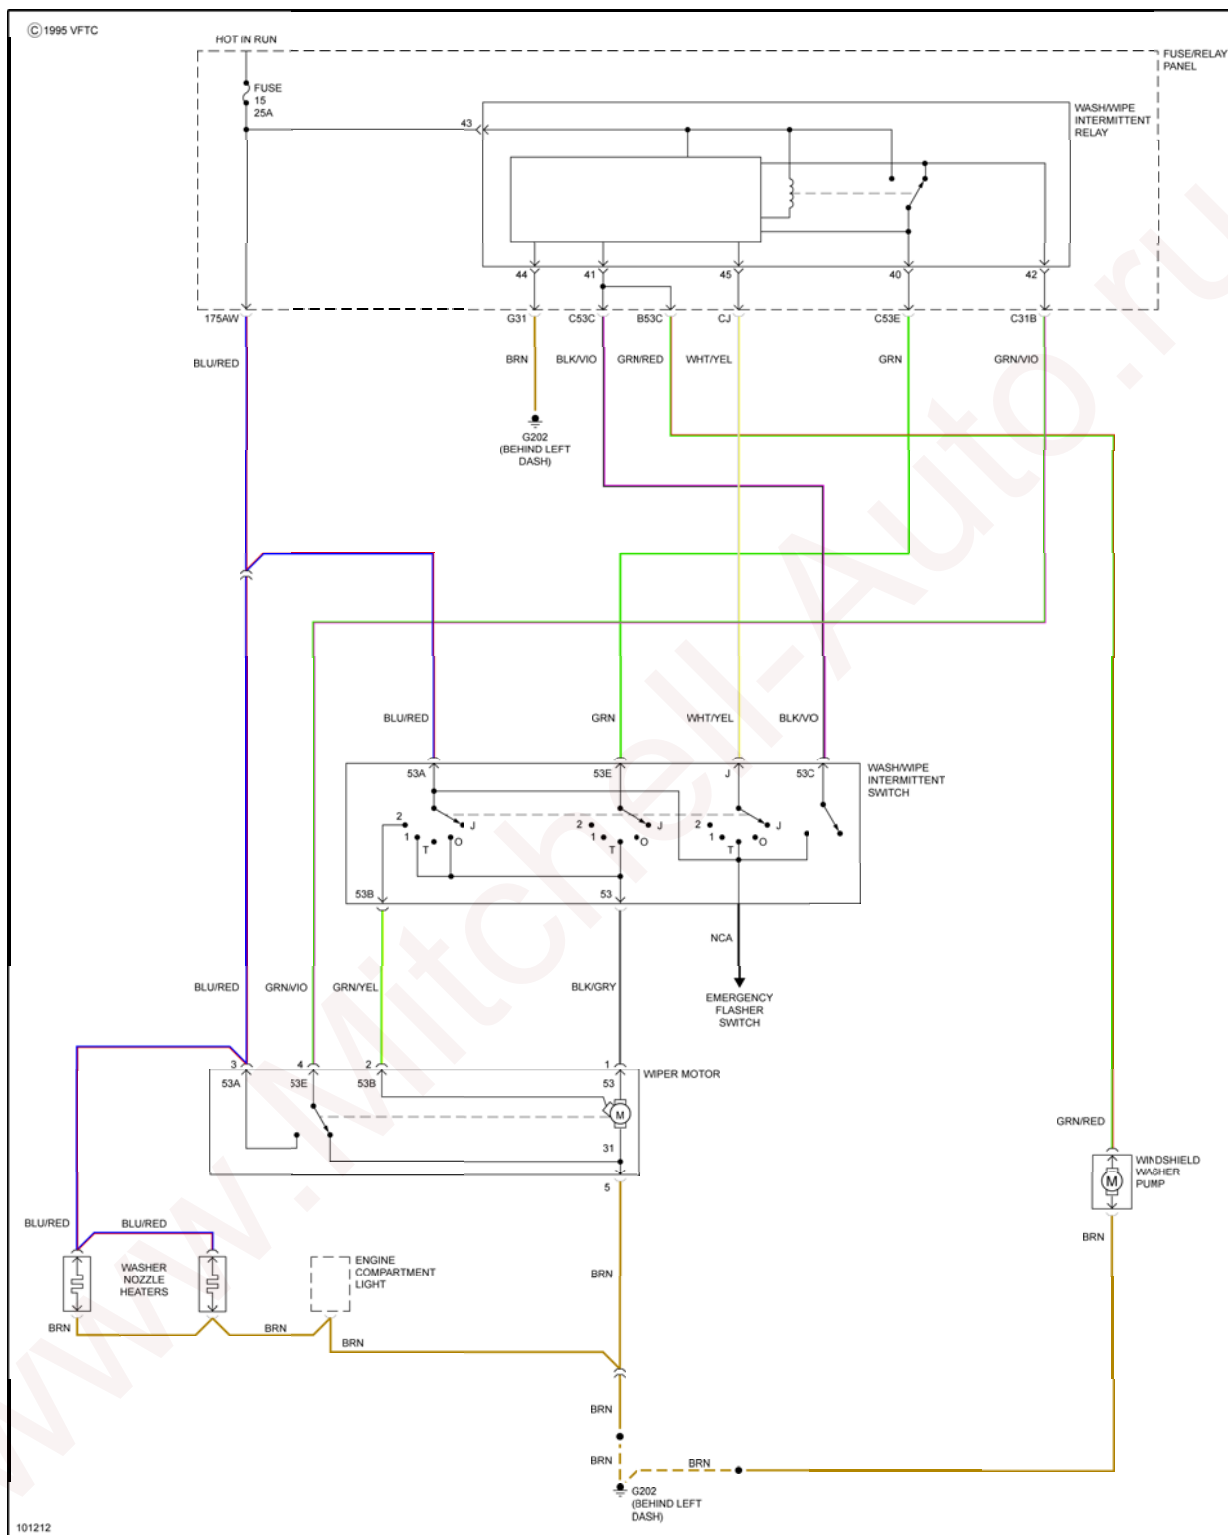 © 1995 VFTC
HOT IN RUN
FUSE/RELAY
PANEL
FUSE
15
25A
43
WASH/WIPE
INTERMITTENT
RELAY
44
41
45
40
42
175AW
G31
C53C
B53C
CJ
C53E
C31B
BLU/RED
BRN
BLK/VIO
GRN/RED
WHT/YEL
GRN
GRN/VIO
G202
(BEHIND LEFT
DASH)
BLU/RED
GRN
WHT/YEL
BLK/VO
53A
53E
J
53C
WASH/WIPE
INTERMITTENT
SWITCH
2
J
1
T
O
2
J
1
T
O
2
J
1
T
O
53B
53
NCA
BLU/RED
GRN/VIO
GRN/YEL
BLK/GRY
EMERGENCY
FLASHER
SWITCH
3
4
2
1
WIPER MOTOR
53A
53E
53B
53
M
31
5
GRN/RED
WINDSHIELD
WASHER
PUMP
M
BLU/RED
BLU/RED
BRN
WASHER
NOZZLE
HEATERS
ENGINE
COMPARTMENT
LIGHT
BRN
BRN
BRN
BRN
BRN
BRN
BRN
G202
(BEHIND LEFT
DASH)
101212
www.Mitchell-Auto.ru